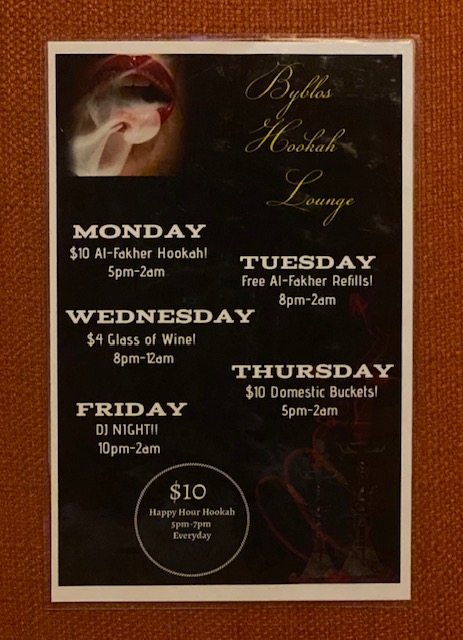 Byblos
Hookah
Lounge
MONDAY
$10 Al-Fakher Hookah!
5pm-2am
TUESDAY
Free Al-Fakher Refills!
8pm-2am
WEDNESDAY
$4 Glass of Wine!
8pm-12am
THURSDAY
$10 Domestic Buckets!
5pm-2am
FRIDAY
DJ NIGHT!!
10pm-2am
$10
Happy Hour Hookah
5pm-7pm
Everyday